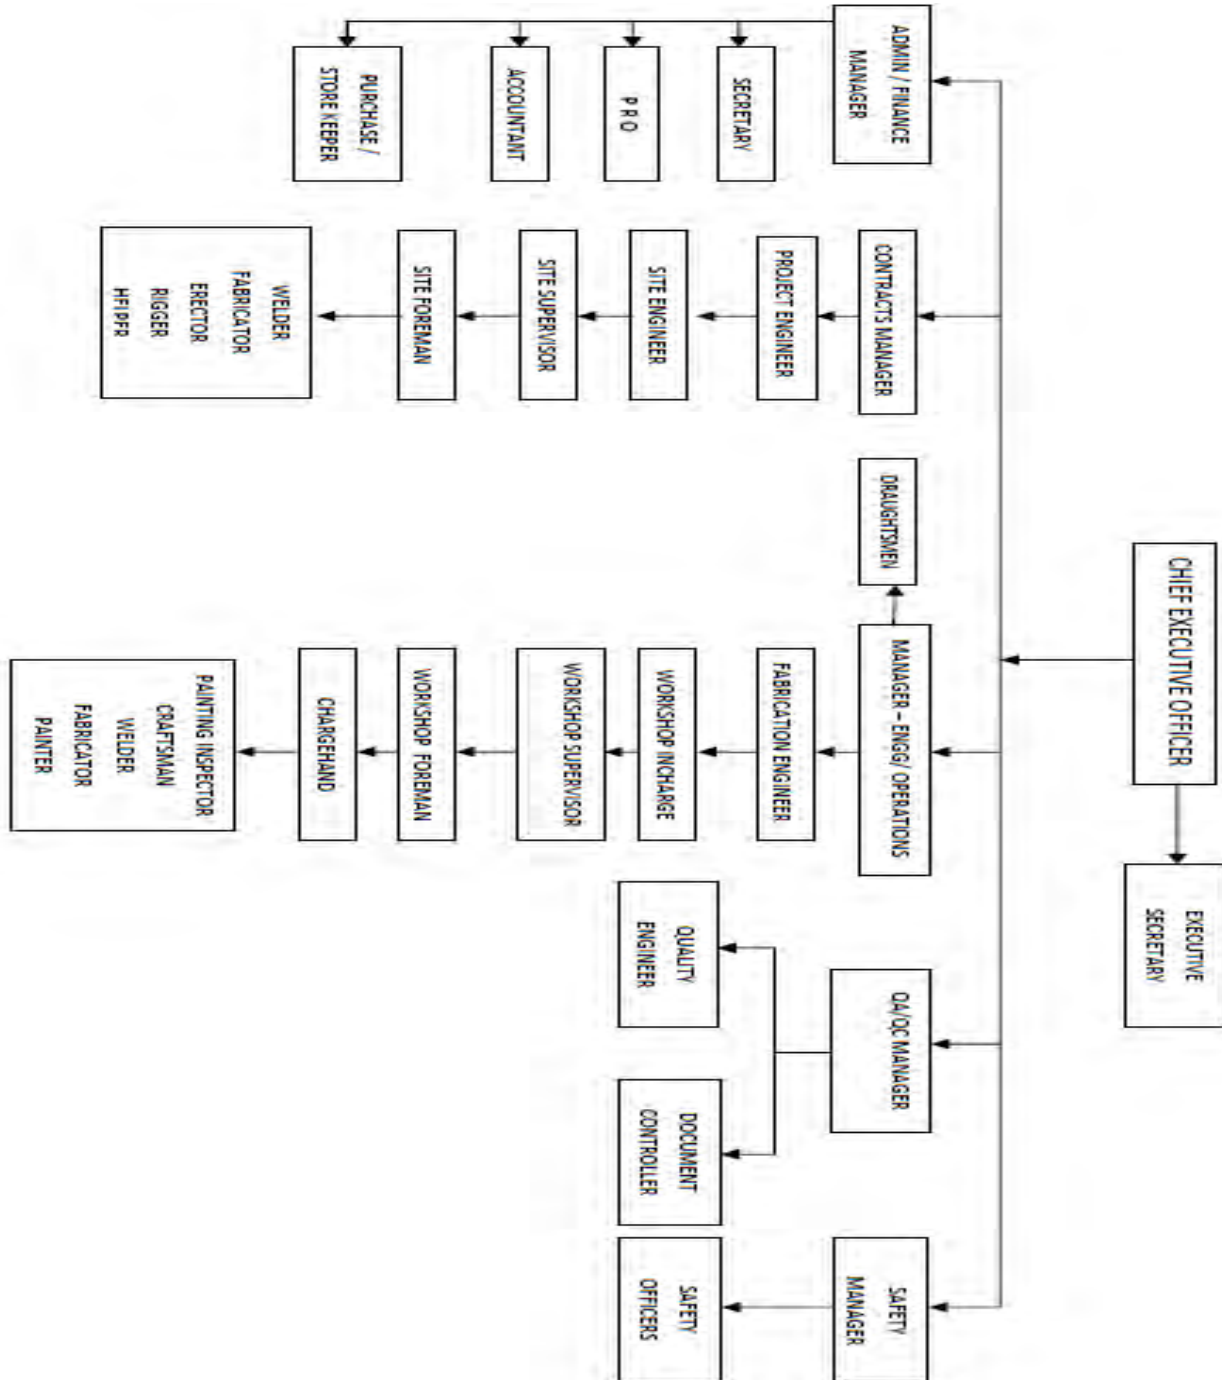 CHIEF EXECUTIVE OFFICER
EXECUTIVE
SECRETARY
ADMIN / FINANCE
MANAGER
SECRETARY
P R O
ACCOUNTANT
PURCHASE /
STORE KEEPER
CONTRACTS MANAGER
PROJECT ENGINEER
SITE ENGINEER
SITE SUPERVISOR
SITE FOREMAN
WELDER
FABRICATOR
ERECTOR
RIGGER
HELPER
DRAUGHTSMEN
MANAGER – ENGG/ OPERATIONS
FABRICATION ENGINEER
WORKSHOP INCHARGE
WORKSHOP SUPERVISOR
WORKSHOP FOREMAN
CHARGEHAND
PAINTING INSPECTOR
CRAFTSMAN
WELDER
FABRICATOR
PAINTER
QA/QC MANAGER
QUALITY
ENGINEER
DOCUMENT
CONTROLLER
SAFETY
MANAGER
SAFETY
OFFICERS